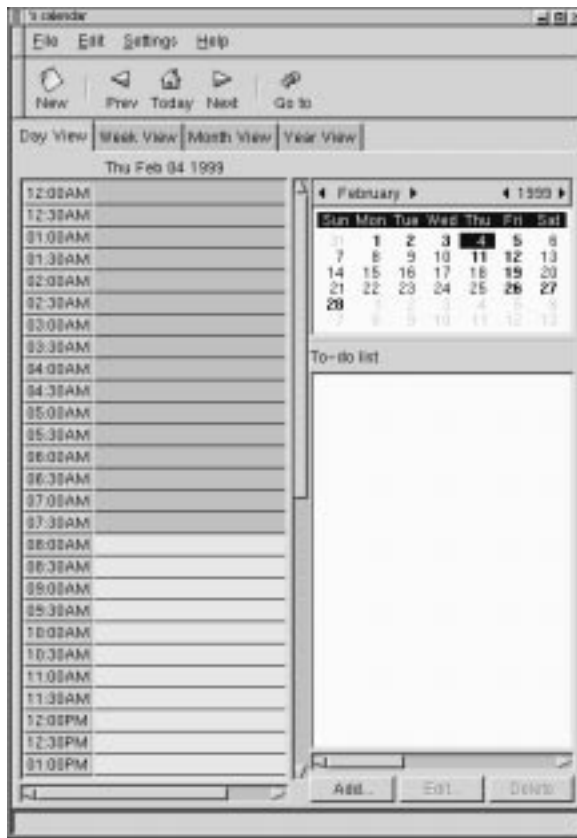 's calendar
File Edit Settings Help
New Prev Today Next Go to
Day View Week View Month View Year View
Thu Feb 04 1999
12:00AM
12:30AM
01:00AM
01:30AM
02:00AM
02:30AM
03:00AM
03:30AM
04:00AM
04:30AM
05:00AM
05:30AM
06:00AM
06:30AM
07:00AM
07:30AM
08:00AM
08:30AM
09:00AM
09:30AM
10:00AM
10:30AM
11:00AM
11:30AM
12:00PM
12:30PM
01:00PM
February 1999
Sun Mon Tue Wed Thu Fri Sat
31 1 2 3 4 5 6
7 8 9 10 11 12 13
14 15 16 17 18 19 20
21 22 23 24 25 26 27
28 1 2 3 4 5 6
7 8 9 10 11 12 13
To-do list
Add... Edit... Delete